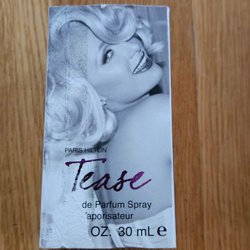 PARIS HILTON
Tease
de Parfum Spray
aporisateur
OZ. 30 mL e